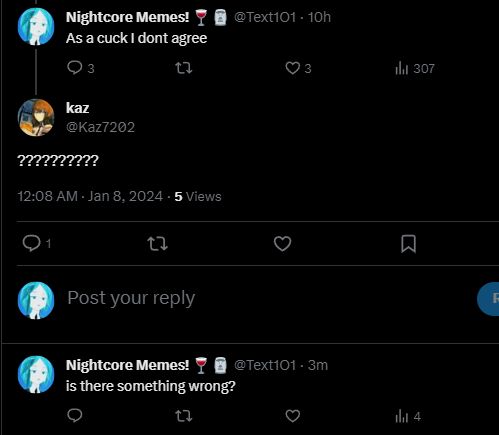 Nightcore Memes! 🍷 @Text1O1 · 10h
As a cuck I dont agree
3 3 307
kaz
@Kaz7202
??????????
12:08 AM · Jan 8, 2024 · 5 Views
1
Post your reply
R
Nightcore Memes! 🍷 @Text1O1 · 3m
is there something wrong?
4